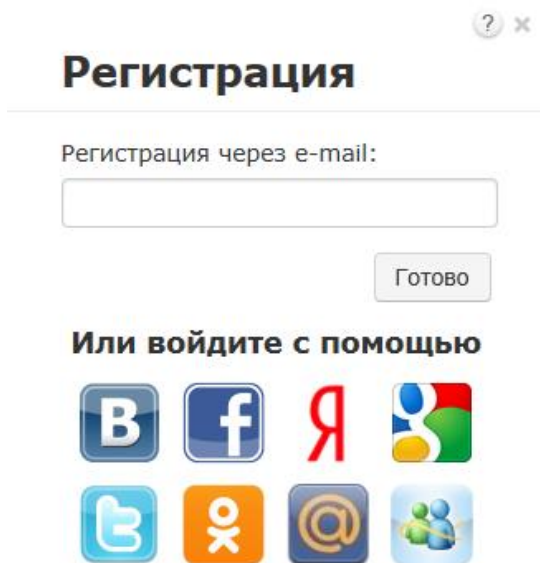 ?
Регистрация
Регистрация через e-mail:
Готово
Или войдите с помощью
В f Я g
t @